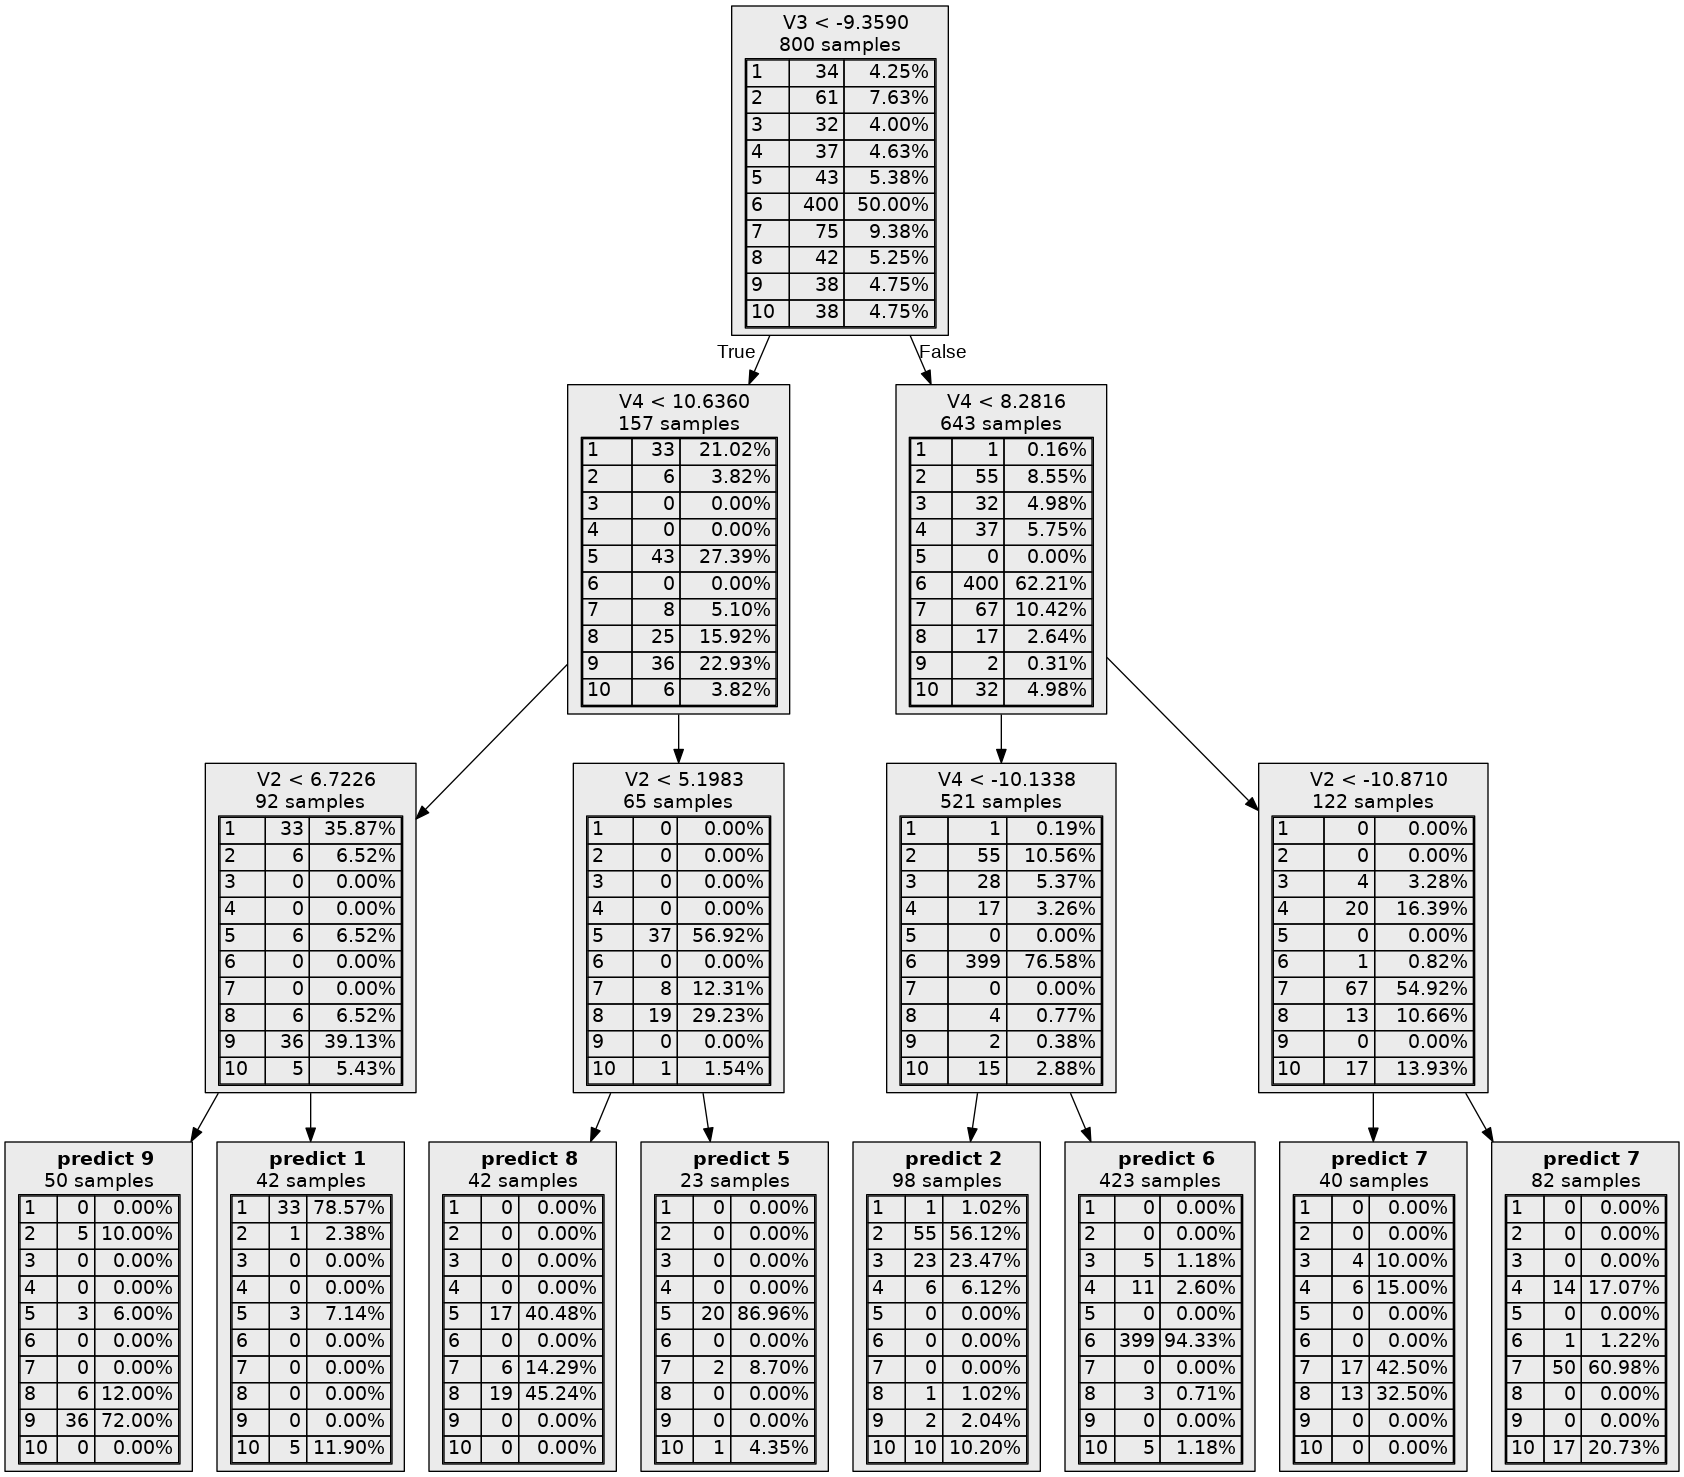 V3 < -9.3590
800 samples
1 34 4.25%
2 61 7.63%
3 32 4.00%
4 37 4.63%
5 43 5.38%
6 400 50.00%
7 75 9.38%
8 42 5.25%
9 38 4.75%
10 38 4.75%
True
False
V4 < 10.6360
157 samples
1 33 21.02%
2 6 3.82%
3 0 0.00%
4 0 0.00%
5 43 27.39%
6 0 0.00%
7 8 5.10%
8 25 15.92%
9 36 22.93%
10 6 3.82%
V4 < 8.2816
643 samples
1 1 0.16%
2 55 8.55%
3 32 4.98%
4 37 5.75%
5 0 0.00%
6 400 62.21%
7 67 10.42%
8 17 2.64%
9 2 0.31%
10 32 4.98%
V2 < 6.7226
92 samples
1 33 35.87%
2 6 6.52%
3 0 0.00%
4 0 0.00%
5 6 6.52%
6 0 0.00%
7 0 0.00%
8 6 6.52%
9 36 39.13%
10 5 5.43%
V2 < 5.1983
65 samples
1 0 0.00%
2 0 0.00%
3 0 0.00%
4 0 0.00%
5 37 56.92%
6 0 0.00%
7 8 12.31%
8 19 29.23%
9 0 0.00%
10 1 1.54%
V4 < -10.1338
521 samples
1 1 0.19%
2 55 10.56%
3 28 5.37%
4 17 3.26%
5 0 0.00%
6 399 76.58%
7 0 0.00%
8 4 0.77%
9 2 0.38%
10 15 2.88%
V2 < -10.8710
122 samples
1 0 0.00%
2 0 0.00%
3 4 3.28%
4 20 16.39%
5 0 0.00%
6 1 0.82%
7 67 54.92%
8 13 10.66%
9 0 0.00%
10 17 13.93%
predict 9
50 samples
1 0 0.00%
2 5 10.00%
3 0 0.00%
4 0 0.00%
5 3 6.00%
6 0 0.00%
7 0 0.00%
8 6 12.00%
9 36 72.00%
10 0 0.00%
predict 1
42 samples
1 33 78.57%
2 1 2.38%
3 0 0.00%
4 0 0.00%
5 3 7.14%
6 0 0.00%
7 0 0.00%
8 0 0.00%
9 0 0.00%
10 5 11.90%
predict 8
42 samples
1 0 0.00%
2 0 0.00%
3 0 0.00%
4 0 0.00%
5 17 40.48%
6 0 0.00%
7 6 14.29%
8 19 45.24%
9 0 0.00%
10 0 0.00%
predict 5
23 samples
1 0 0.00%
2 0 0.00%
3 0 0.00%
4 0 0.00%
5 20 86.96%
6 0 0.00%
7 2 8.70%
8 0 0.00%
9 0 0.00%
10 1 4.35%
predict 2
98 samples
1 1 1.02%
2 55 56.12%
3 23 23.47%
4 6 6.12%
5 0 0.00%
6 0 0.00%
7 0 0.00%
8 1 1.02%
9 2 2.04%
10 10 10.20%
predict 6
423 samples
1 0 0.00%
2 0 0.00%
3 5 1.18%
4 11 2.60%
5 0 0.00%
6 399 94.33%
7 0 0.00%
8 3 0.71%
9 0 0.00%
10 5 1.18%
predict 7
40 samples
1 0 0.00%
2 0 0.00%
3 4 10.00%
4 6 15.00%
5 0 0.00%
6 0 0.00%
7 17 42.50%
8 13 32.50%
9 0 0.00%
10 0 0.00%
predict 7
82 samples
1 0 0.00%
2 0 0.00%
3 0 0.00%
4 14 17.07%
5 0 0.00%
6 1 1.22%
7 50 60.98%
8 0 0.00%
9 0 0.00%
10 17 20.73%